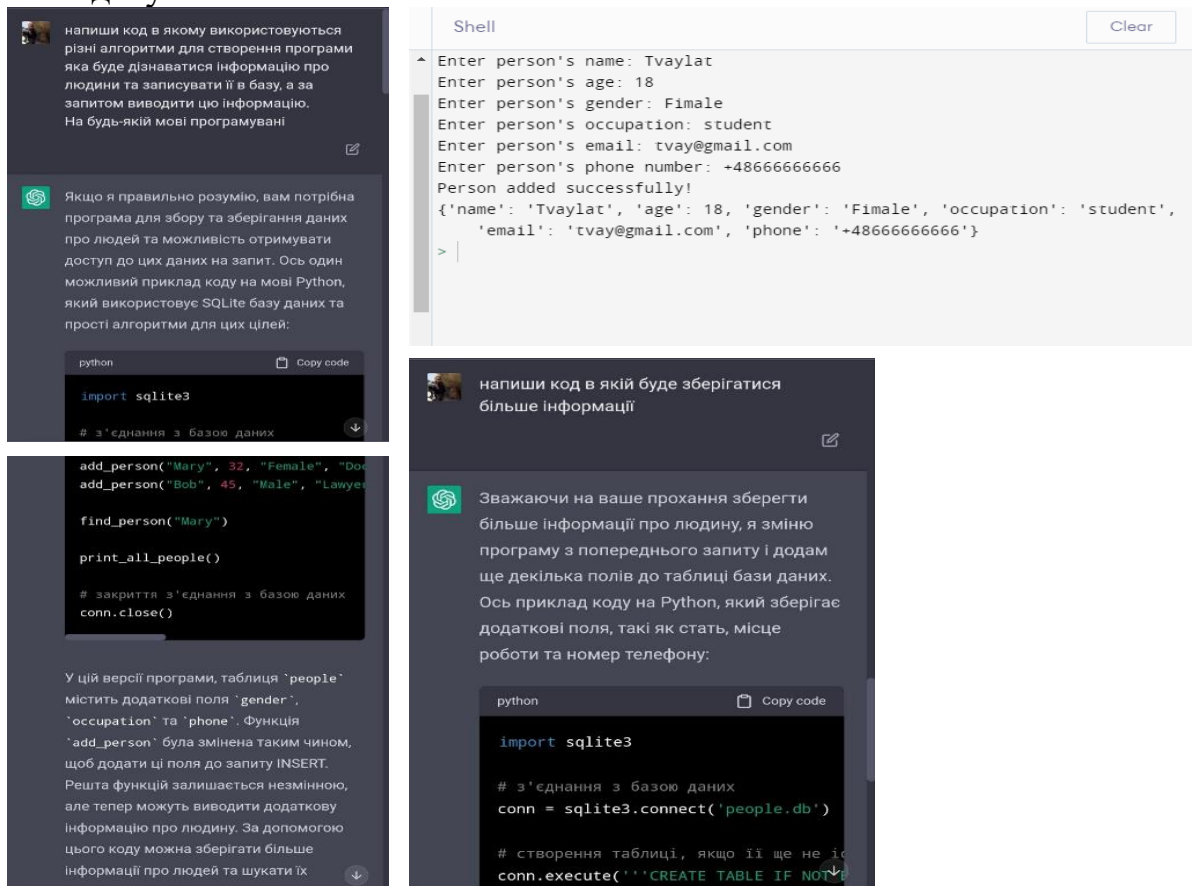 напиши код в якому використовуються
різні алгоритми для створення програми
яка буде дізнаватися інформацію про
людини та записувати її в базу, а за
запитом виводити цю інформацію.
На будь-якій мові програмувані
Якщо я правильно розумію, вам потрібна
програма для збору та зберігання даних
про людей та можливість отримувати
доступ до цих даних на запит. Ось один
можливий приклад коду на мові Python,
який використовує SQLite базу даних та
прості алгоритми для цих цілей:
python Copy code
import sqlite3
# з'єднання з базою даних
add_person("Mary", 32, "Female", "Doc
add_person("Bob", 45, "Male", "Lawyer
find_person("Mary")
print_all_people()
# закриття з'єднання з базою даних
conn.close()
У цій версії програми, таблиця `people`
містить додаткові поля `gender`,
`occupation` та `phone`. Функція
`add_person` була змінена таким чином,
щоб додати ці поля до запиту INSERT.
Решта функцій залишається незмінною,
але тепер можуть виводити додаткову
інформацію про людину. За допомогою
цього коду можна зберігати більше
інформації про людей та шукати їх
Shell Clear
Enter person's name: Tvaylat
Enter person's age: 18
Enter person's gender: Fimale
Enter person's occupation: student
Enter person's email: tvay@gmail.com
Enter person's phone number: +48666666666
Person added successfully!
{'name': 'Tvaylat', 'age': 18, 'gender': 'Fimale', 'occupation': 'student',
'email': 'tvay@gmail.com', 'phone': '+48666666666'}
>
напиши код в якій буде зберігатися
більше інформації
Зважаючи на ваше прохання зберегти
більше інформації про людину, я зміню
програму з попереднього запиту і додам
ще декілька полів до таблиці бази даних.
Ось приклад коду на Python, який зберігає
додаткові поля, такі як стать, місце
роботи та номер телефону:
python Copy code
import sqlite3
# з'єднання з базою даних
conn = sqlite3.connect('people.db')
# створення таблиці, якщо її ще не іс
conn.execute('''CREATE TABLE IF NOT E